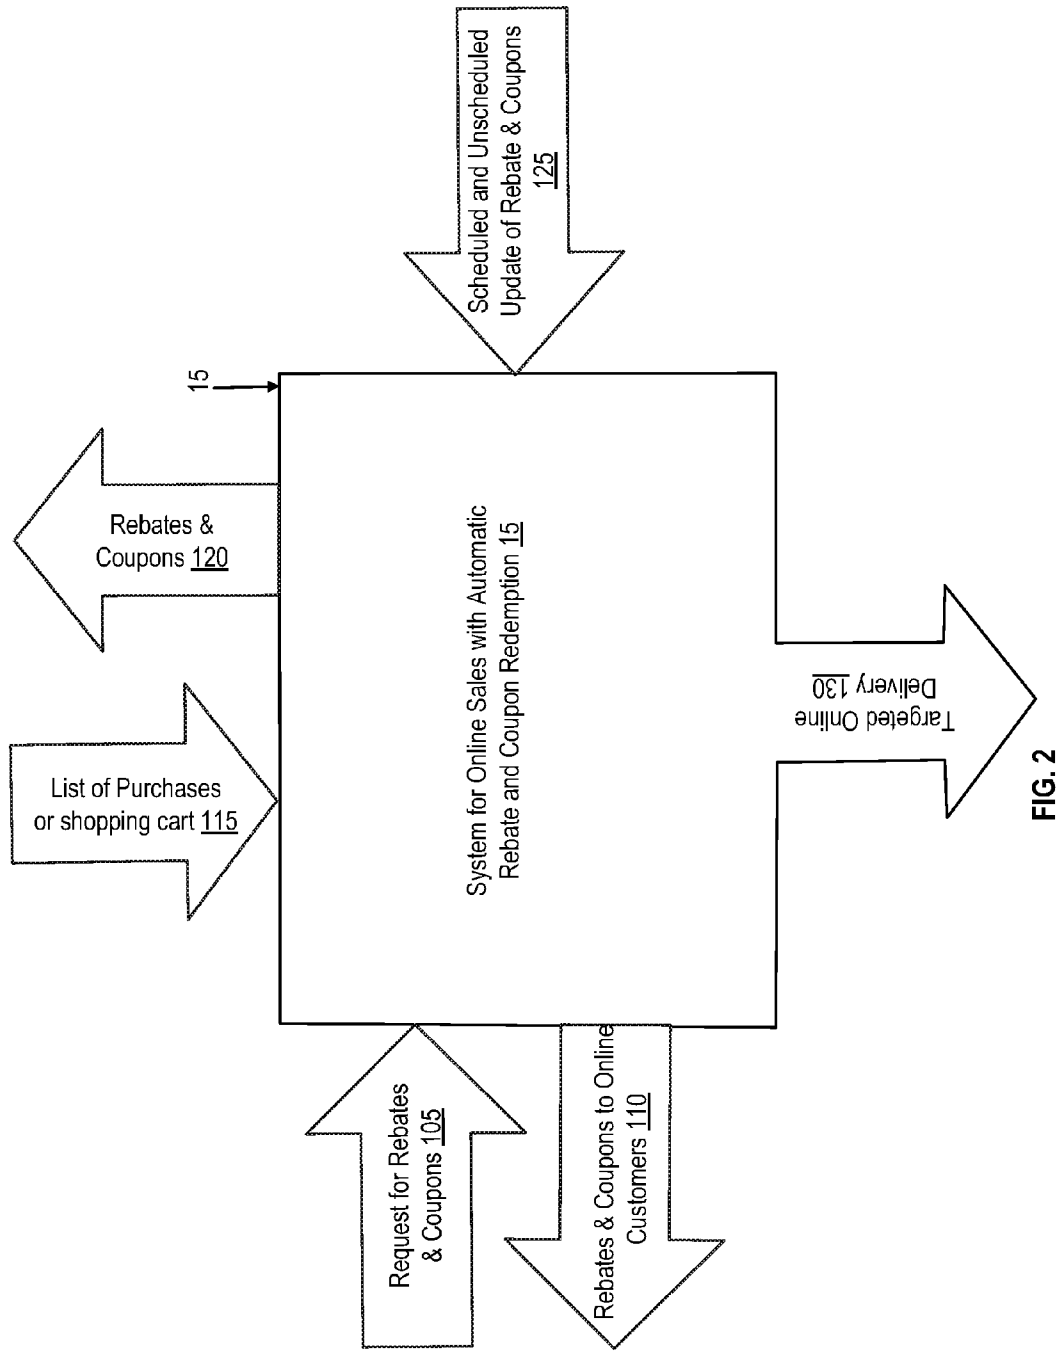 Scheduled and Unscheduled
Update of Rebate & Coupons
125
15
Rebates &
Coupons 120
List of Purchases
or shopping cart 115
System for Online Sales with Automatic
Rebate and Coupon Redemption 15
Request for Rebates
& Coupons 105
Rebates & Coupons to Online
Customers 110
Targeted Online
Delivery 130
FIG. 2